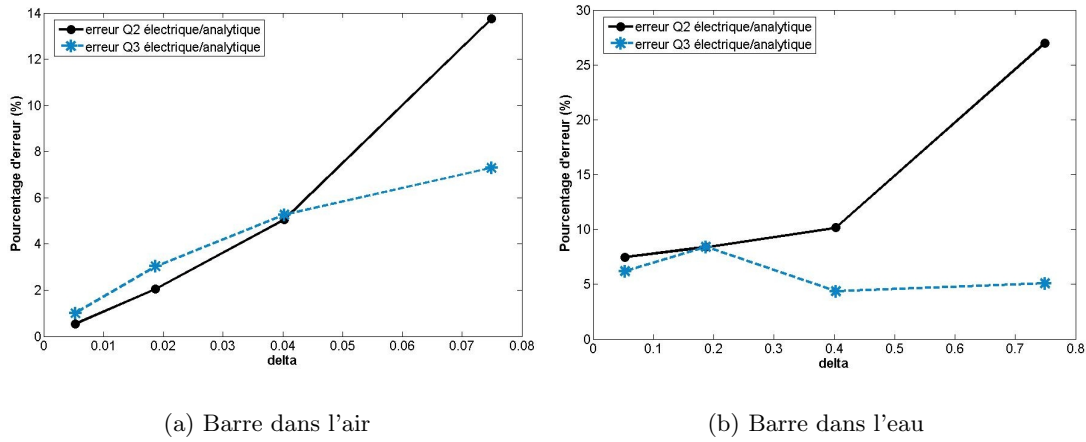 14
12
10
8
6
4
2
0
Pourcentage d'erreur (%)
erreur Q2 électrique/analytique
erreur Q3 électrique/analytique
0 0.01 0.02 0.03 0.04 0.05 0.06 0.07 0.08
delta
(a) Barre dans l'air
30
25
20
15
10
5
0
Pourcentage d'erreur (%)
erreur Q2 électrique/analytique
erreur Q3 électrique/analytique
0 0.1 0.2 0.3 0.4 0.5 0.6 0.7 0.8
delta
(b) Barre dans l'eau